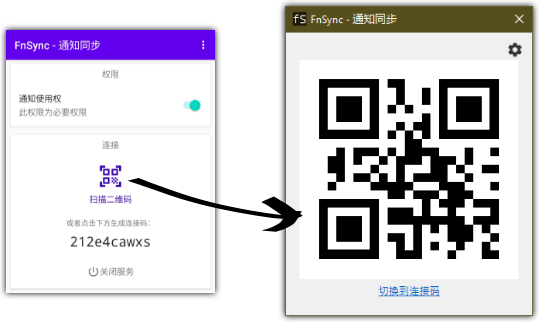 FnSync - 通知同步
权限
通知使用权
此权限为必要权限
连接
扫描二维码
或者点击下方生成连接码：
212e4cawxs
关闭服务
fS FnSync - 通知同步
切换到连接码